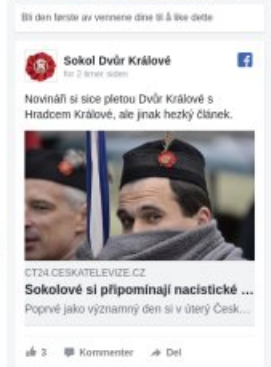 Bli den første av vennene dine til å like dette
Sokol Dvůr Králové
for 2 timer siden
Novináři si sice pletou Dvůr Králové s
Hradcem Králové, ale jinak hezký článek.
CT24.CESKATELEVIZE.CZ
Sokolové si připomínají nacistické ...
Poprvé jako významný den si v úterý Česk...
3 Kommenter Del